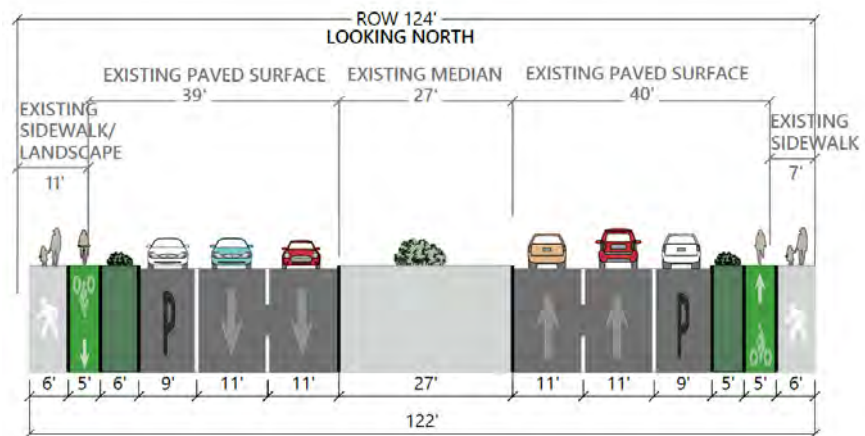 ROW 124'
LOOKING NORTH
EXISTING PAVED SURFACE
39'
EXISTING MEDIAN
27'
EXISTING PAVED SURFACE
40'
EXISTING
SIDEWALK/
LANDSCAPE
11'
EXISTING
SIDEWALK
7'
P
P
6' 5' 6' 9' 11' 11' 27' 11' 11' 9' 5' 5' 6'
122'